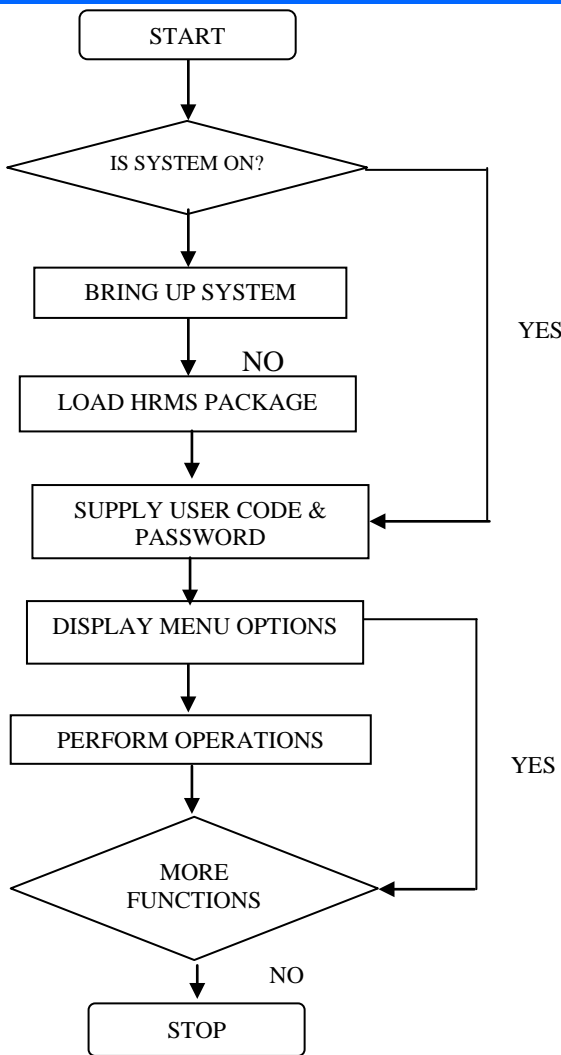 START
IS SYSTEM ON?
BRING UP SYSTEM
YES
NO
LOAD HRMS PACKAGE
SUPPLY USER CODE &
PASSWORD
DISPLAY MENU OPTIONS
PERFORM OPERATIONS
YES
MORE
FUNCTIONS
NO
STOP